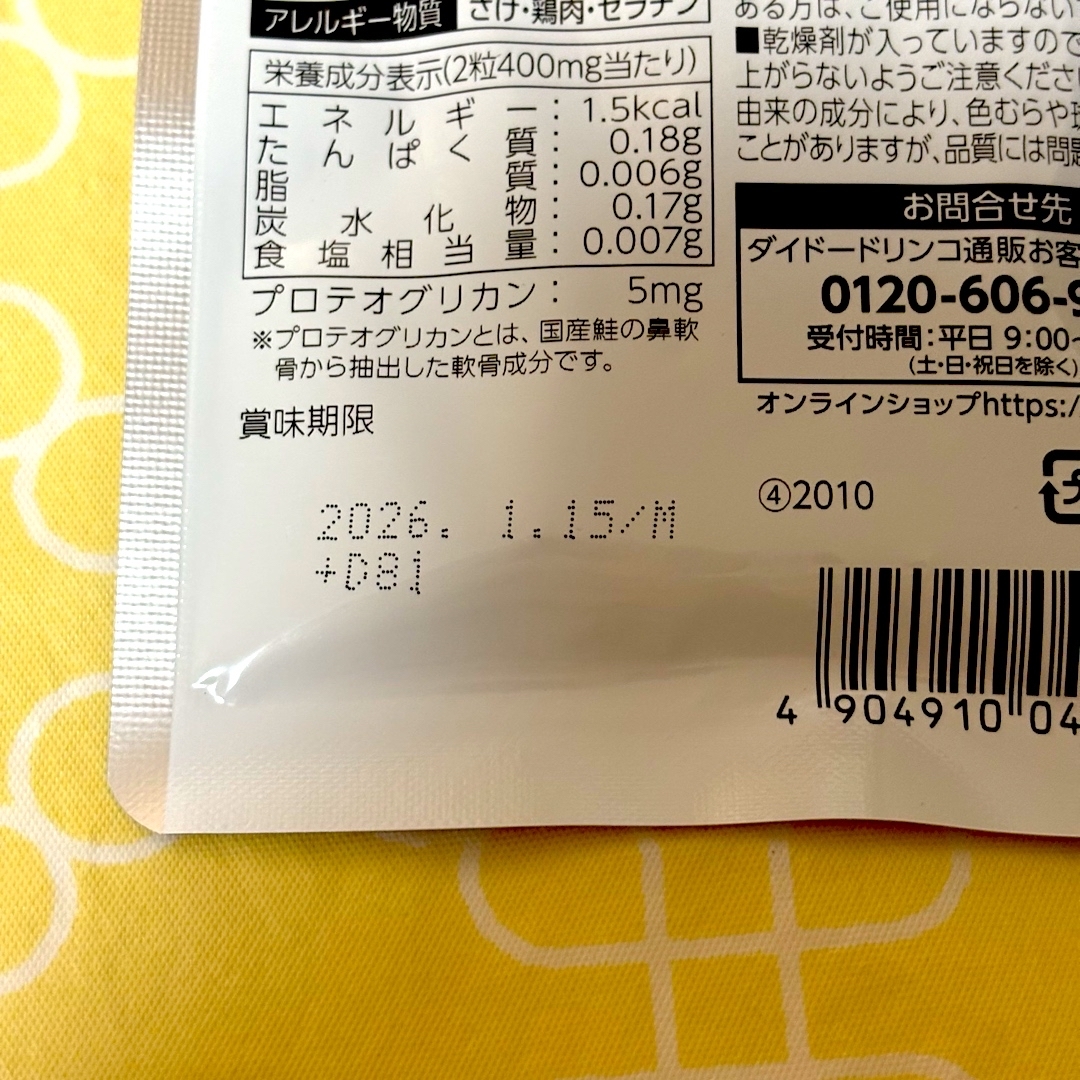 アレルギー物質
さけ・鶏肉・ゼラチン
栄養成分表示(2粒400mg当たり)
エネルギー:1.5kcal
たんぱく質:0.18g
脂質:0.006g
炭水化物:0.17g
食塩相当量:0.007g
プロテオグリカン: 5mg
※プロテオグリカンとは、国産鮭の鼻軟
骨から抽出した軟骨成分です。
賞味期限
2026. 1.15/M
+D81
ある方は、ご使用にならない
■乾燥剤が入っていますので
上がらないようご注意くださ
由来の成分により、色むらや
ことがありますが、品質には問
お問合せ先
ダイドードリンコ通販お客
0120-606-9
受付時間:平日 9:00~
(土・日・祝日を除く)
オンラインショップhttps:/
④2010
4 904910 04